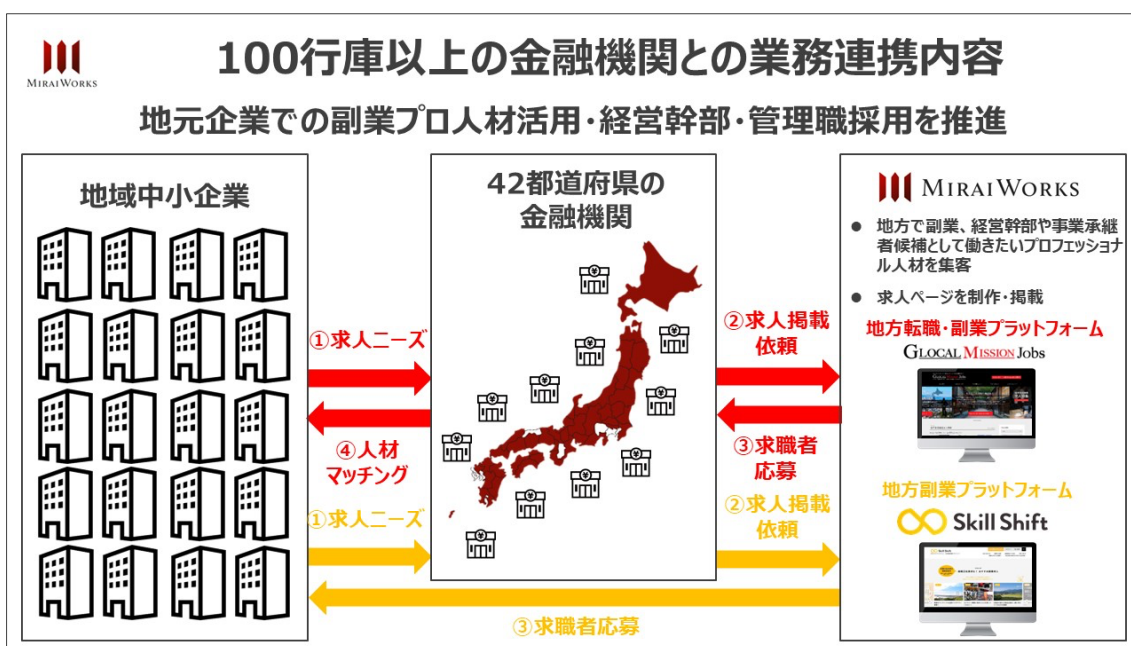 MIRAIWORKS
100行庫以上の金融機関との業務連携内容
地元企業での副業プロ人材活用・経営幹部・管理職採用を推進
地域中小企業
42都道府県の
金融機関
MIRAIWORKS
● 地方で副業、経営幹部や事業承継
者候補として働きたいプロフェッショナ
ル人材を集客
● 求人ページを制作・掲載
①求人ニーズ
②求人掲載
依頼
④人材
マッチング
③求職者
応募
地方転職・副業プラットフォーム
GLOCAL MISSION JOBS
①求人ニーズ
②求人掲載
依頼
地方副業プラットフォーム
Skill Shift
③求職者応募